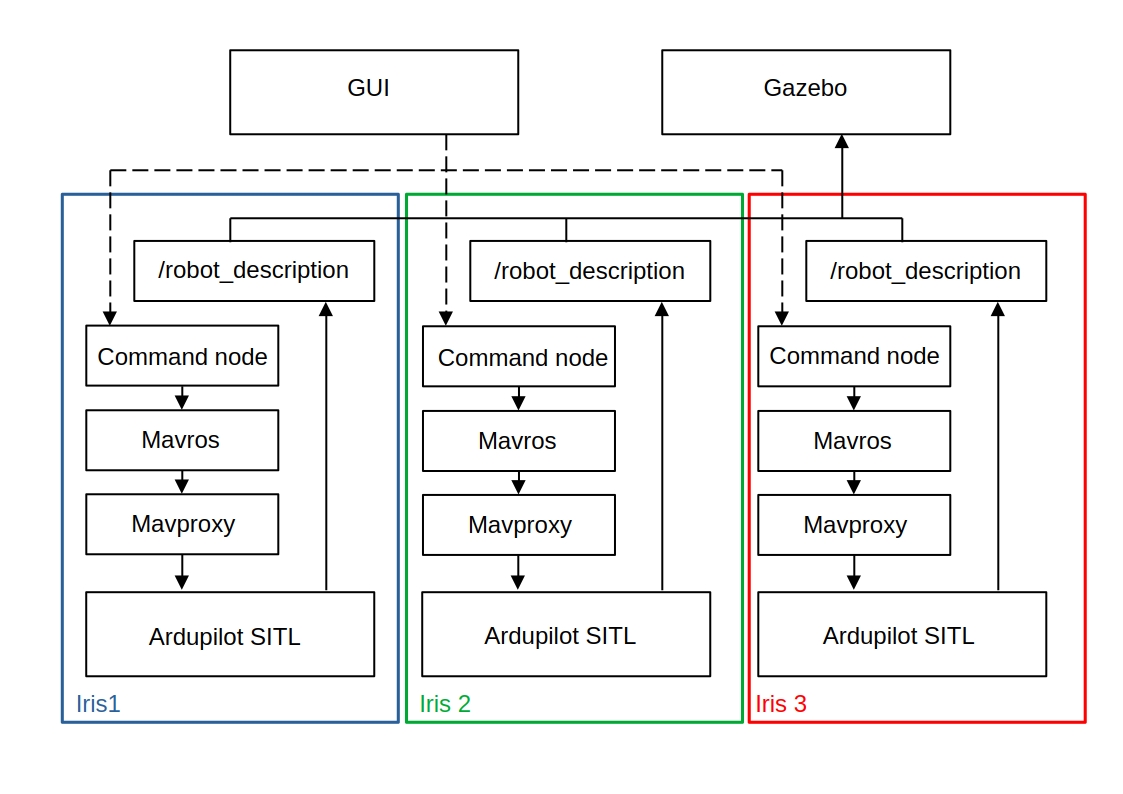 GUI
Gazebo
/robot_description
/robot_description
/robot_description
Command node
Command node
Command node
Mavros
Mavros
Mavros
Mavproxy
Mavproxy
Mavproxy
Ardupilot SITL
Ardupilot SITL
Ardupilot SITL
Iris1
Iris 2
Iris 3